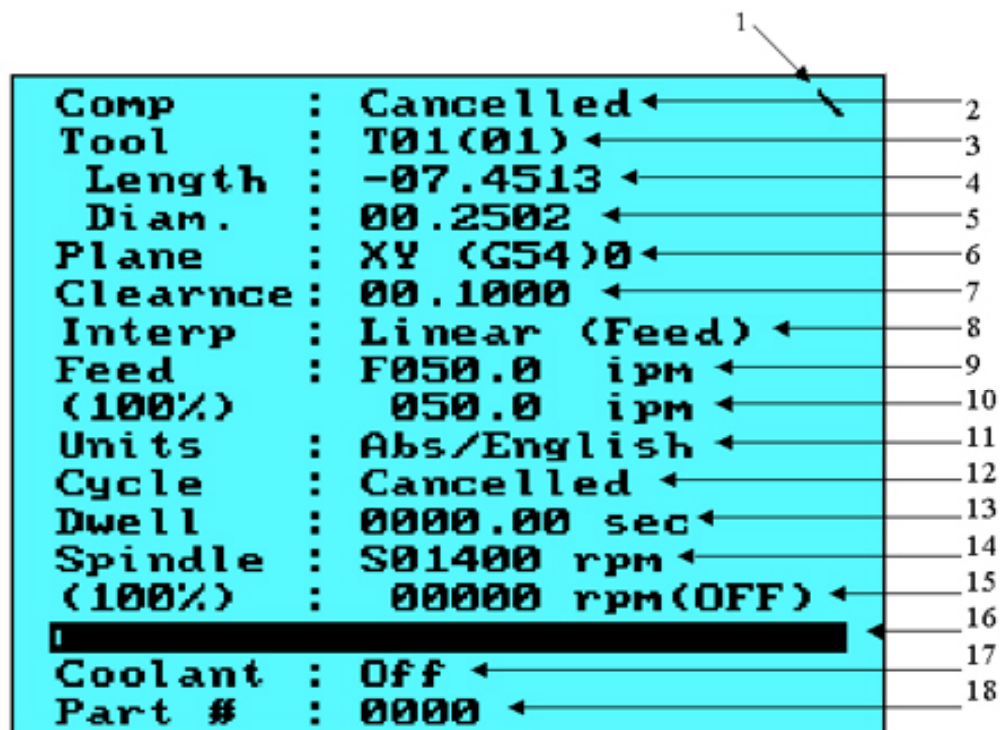 1
Comp : Cancelled 2
Tool : T01(01) 3
Length : -07.4513 4
Diam. : 00.2502 5
Plane : XY (G54)0 6
Clearnce: 00.1000 7
Interp : Linear (Feed) 8
Feed : F050.0 ipm 9
(100%) 050.0 ipm 10
Units : Abs/English 11
Cycle : Cancelled 12
Dwell : 0000.00 sec 13
Spindle : S01400 rpm 14
(100%) : 00000 rpm(OFF) 15
16
Coolant : Off 17
Part # : 0000 18